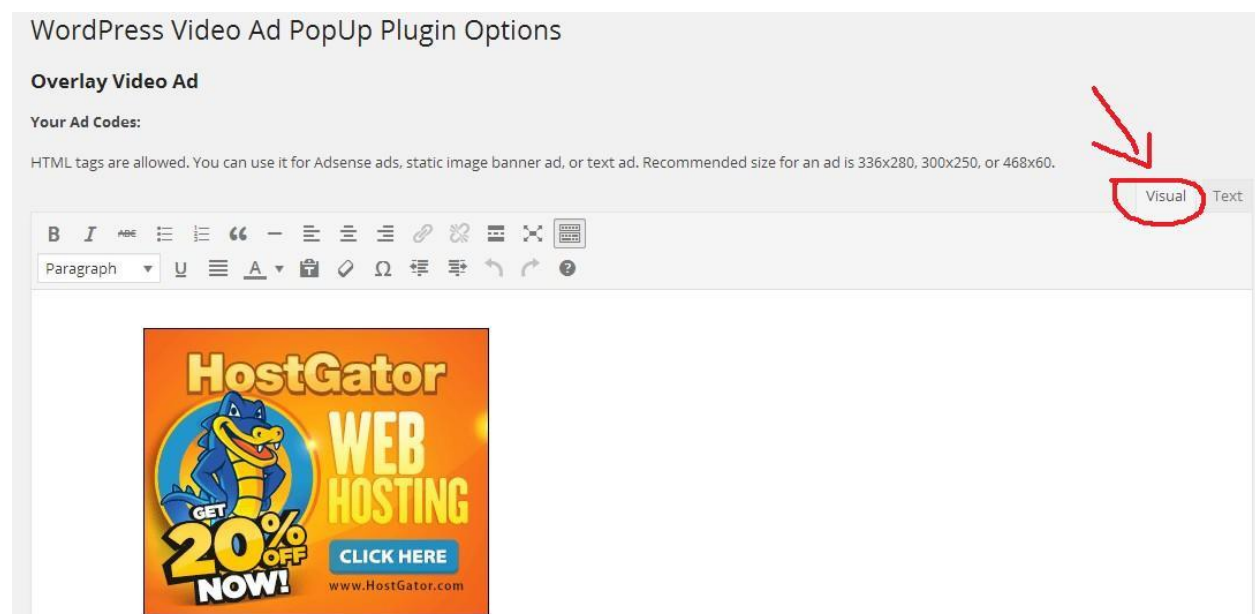 WordPress Video Ad PopUp Plugin Options
Overlay Video Ad
Your Ad Codes:
HTML tags are allowed. You can use it for Adsense ads, static image banner ad, or text ad. Recommended size for an ad is 336x280, 300x250, or 468x60.
Visual Text
B I ABE
Paragraph U A Ω
HostGator
WEB
HOSTING
GET
20% OFF
NOW!
CLICK HERE
www.HostGator.com